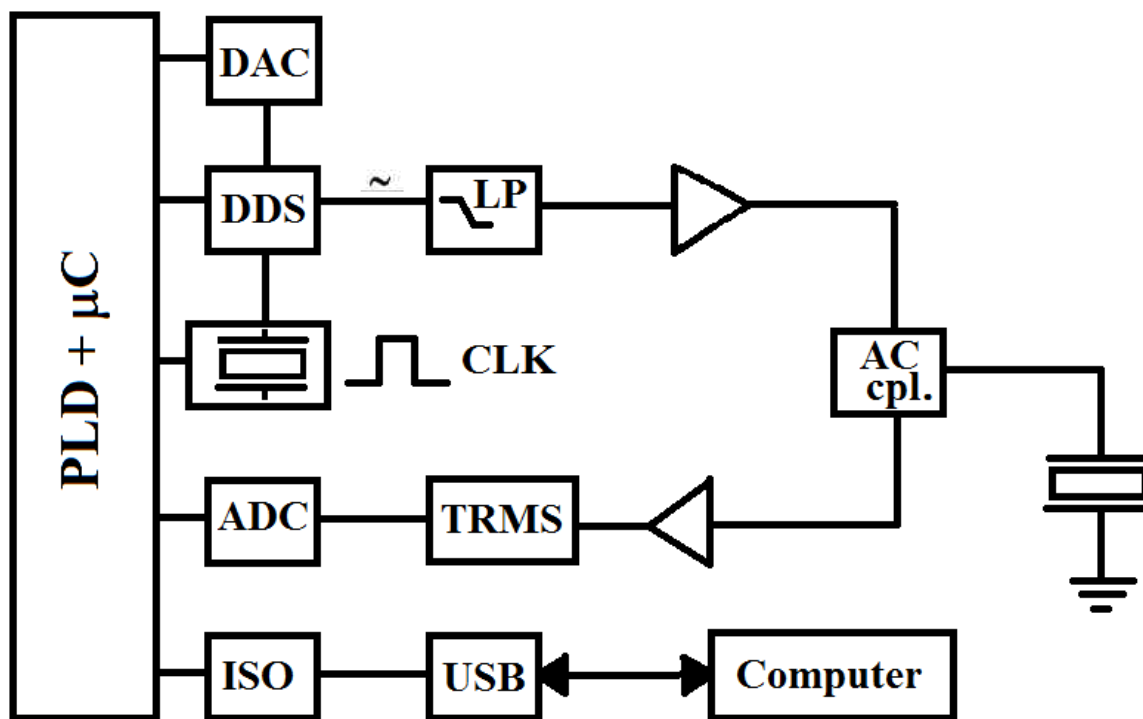 PLD + μC
DAC
DDS
~
LP
CLK
AC
cpl.
ADC
TRMS
ISO
USB
Computer